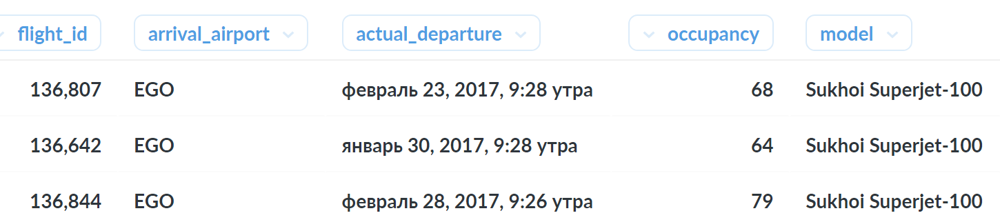 flight_id arrival_airport actual_departure occupancy model
136,807 EGO февраль 23, 2017, 9:28 утра 68 Sukhoi Superjet-100
136,642 EGO январь 30, 2017, 9:28 утра 64 Sukhoi Superjet-100
136,844 EGO февраль 28, 2017, 9:26 утра 79 Sukhoi Superjet-100